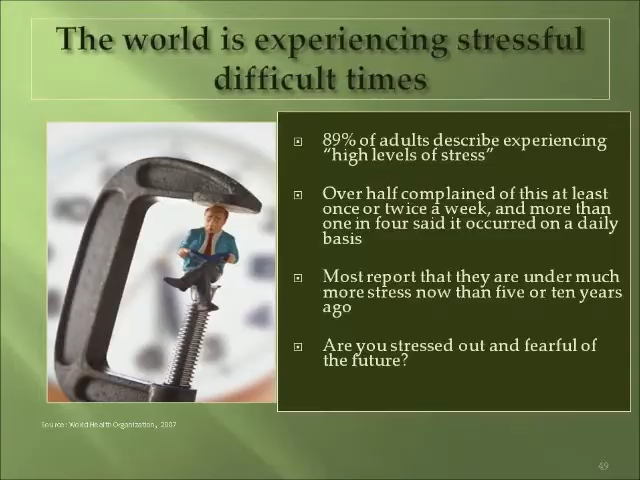 The world is experiencing stressful
difficult times
89% of adults describe experiencing
“high levels of stress”
Over half complained of this at least
once or twice a week, and more than
one in four said it occurred on a daily
basis
Most report that they are under much
more stress now than five or ten years
ago
Are you stressed out and fearful of
the future?
Source: World Health Organization, 2007
49